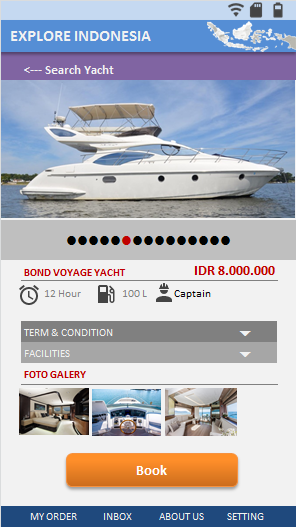 EXPLORE INDONESIA
<--- Search Yacht
BOND VOYAGE YACHT IDR 8.000.000
12 Hour 100 L Captain
TERM & CONDITION
FACILITIES
FOTO GALERY
Book
MY ORDER INBOX ABOUT US SETTING